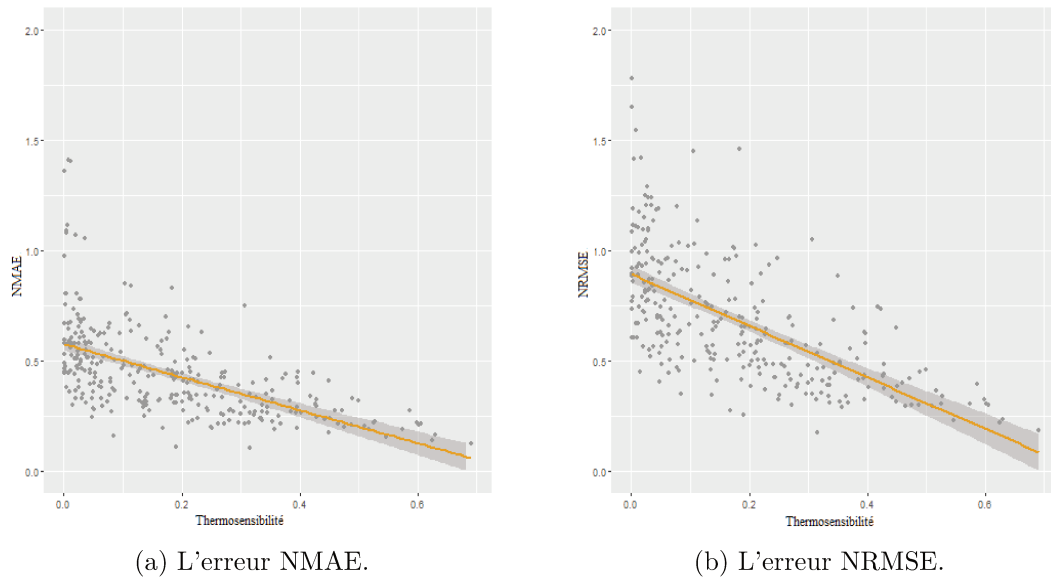 2.0
1.5
1.0
0.5
0.0
NMAE
0.0 0.2 0.4 0.6
Thermosensibilité
(a) L'erreur NMAE.
2.0
1.5
1.0
0.5
0.0
NRMSE
0.0 0.2 0.4 0.6
Thermosensibilité
(b) L'erreur NRMSE.